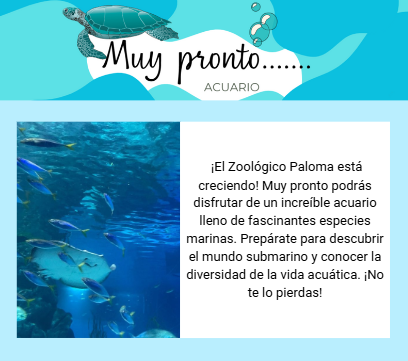 Muy pronto.......
ACUARIO
¡El Zoológico Paloma está
creciendo! Muy pronto podrás
disfrutar de un increíble acuario
lleno de fascinantes especies
marinas. Prepárate para descubrir
el mundo submarino y conocer la
diversidad de la vida acuática. ¡No
te lo pierdas!